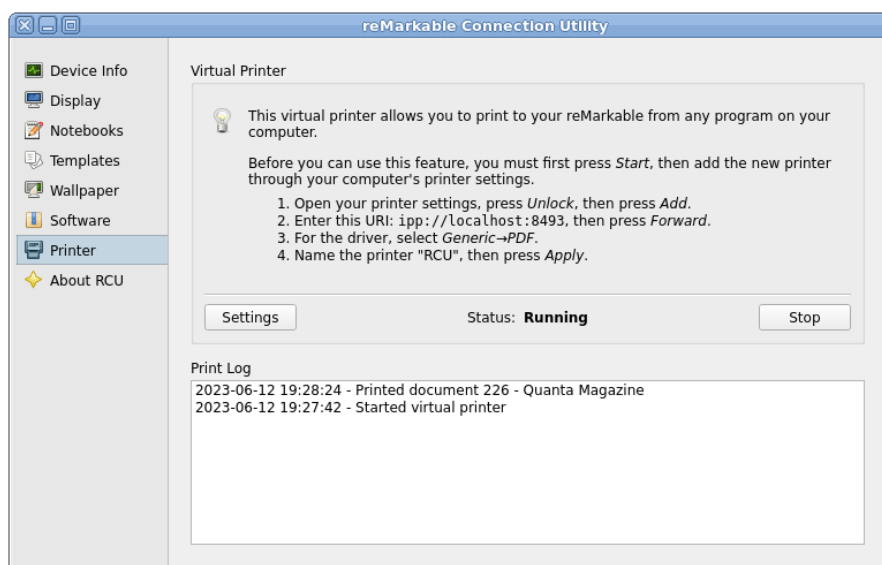 reMarkable Connection Utility
Device Info
Display
Notebooks
Templates
Wallpaper
Software
Printer
About RCU
Virtual Printer
This virtual printer allows you to print to your reMarkable from any program on your
computer.
Before you can use this feature, you must first press Start, then add the new printer
through your computer's printer settings.
1. Open your printer settings, press Unlock, then press Add.
2. Enter this URI: ipp://localhost:8493, then press Forward.
3. For the driver, select Generic→PDF.
4. Name the printer "RCU", then press Apply.
Settings Status: Running Stop
Print Log
2023-06-12 19:28:24 - Printed document 226 - Quanta Magazine
2023-06-12 19:27:42 - Started virtual printer